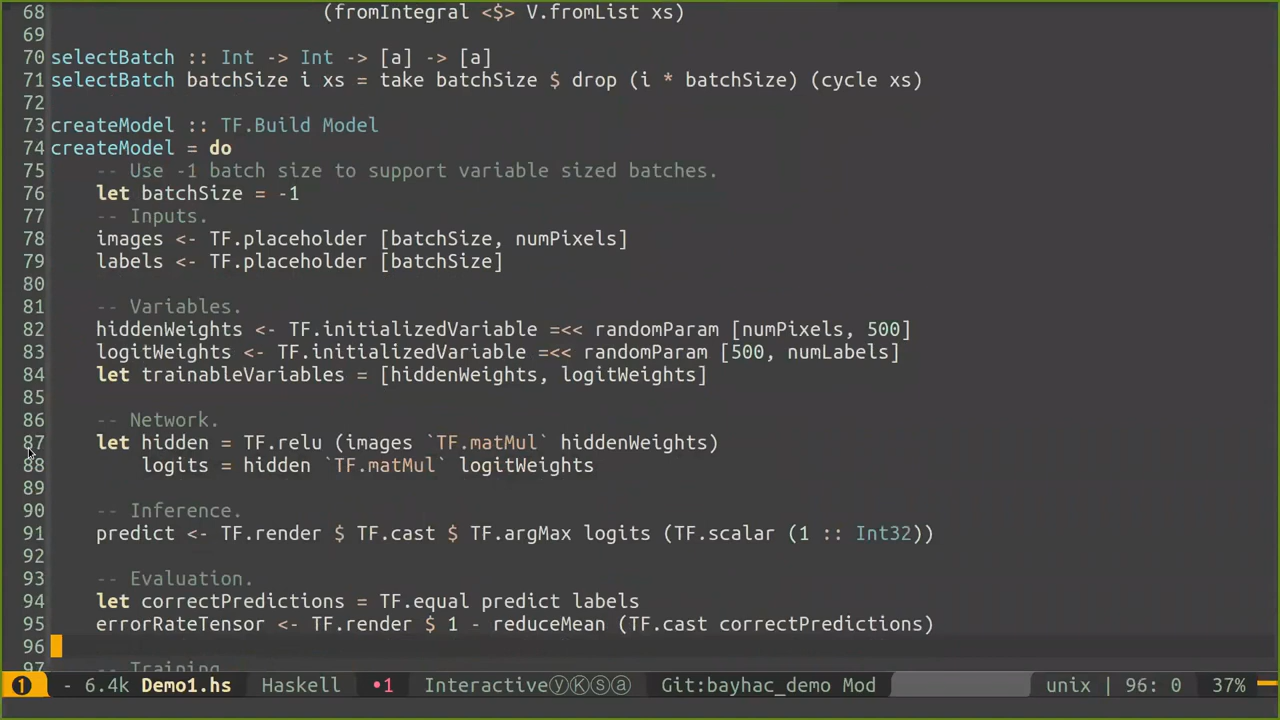 68                         (fromIntegral <$> V.fromList xs)
69
70 selectBatch :: Int -> Int -> [a] -> [a]
71 selectBatch batchSize i xs = take batchSize $ drop (i * batchSize) (cycle xs)
72
73 createModel :: TF.Build Model
74 createModel = do
75     -- Use -1 batch size to support variable sized batches.
76     let batchSize = -1
77     -- Inputs.
78     images <- TF.placeholder [batchSize, numPixels]
79     labels <- TF.placeholder [batchSize]
80
81     -- Variables.
82     hiddenWeights <- TF.initializedVariable =<< randomParam [numPixels, 500]
83     logitWeights <- TF.initializedVariable =<< randomParam [500, numLabels]
84     let trainableVariables = [hiddenWeights, logitWeights]
85
86     -- Network.
87     let hidden = TF.relu (images `TF.matMul` hiddenWeights)
88         logits = hidden `TF.matMul` logitWeights
89
90     -- Inference.
91     predict <- TF.render $ TF.cast $ TF.argMax logits (TF.scalar (1 :: Int32))
92
93     -- Evaluation.
94     let correctPredictions = TF.equal predict labels
95     errorRateTensor <- TF.render $ 1 - reduceMean (TF.cast correctPredictions)
96
97     -- Training.
❶ - 6.4k Demo1.hs Haskell •1 Interactiveⓨⓚⓢⓐ Git:bayhac_demo Mod unix | 96: 0 37%